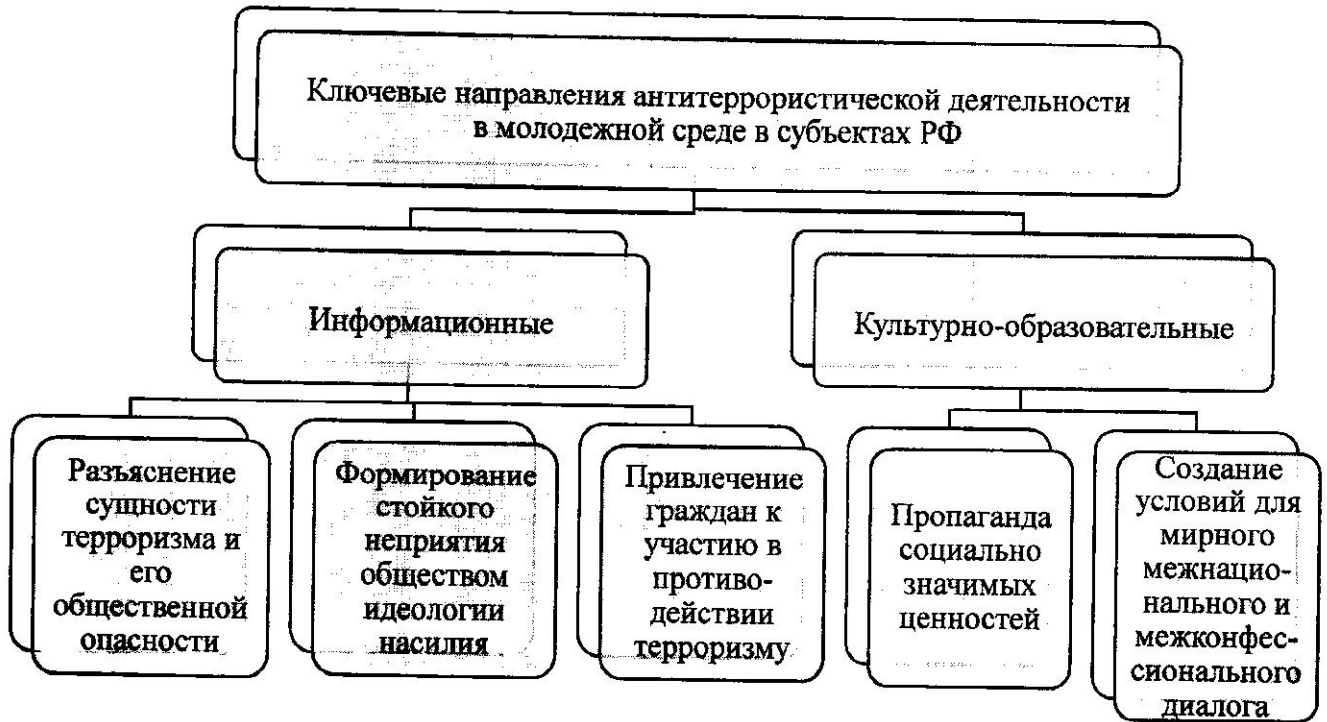 Ключевые направления антитеррористической деятельности
в молодежной среде в субъектах РФ
Информационные
Культурно-образовательные
Разъяснение
сущности
терроризма и
его
общественной
опасности
Формирование
стойкого
неприятия
обществом
идеологии
насилия
Привлечение
граждан к
участию в
противо-
действии
терроризму
Пропаганда
социально
значимых
ценностей
Создание
условий для
мирного
межнацио-
нального и
межконфес-
сионального
диалога